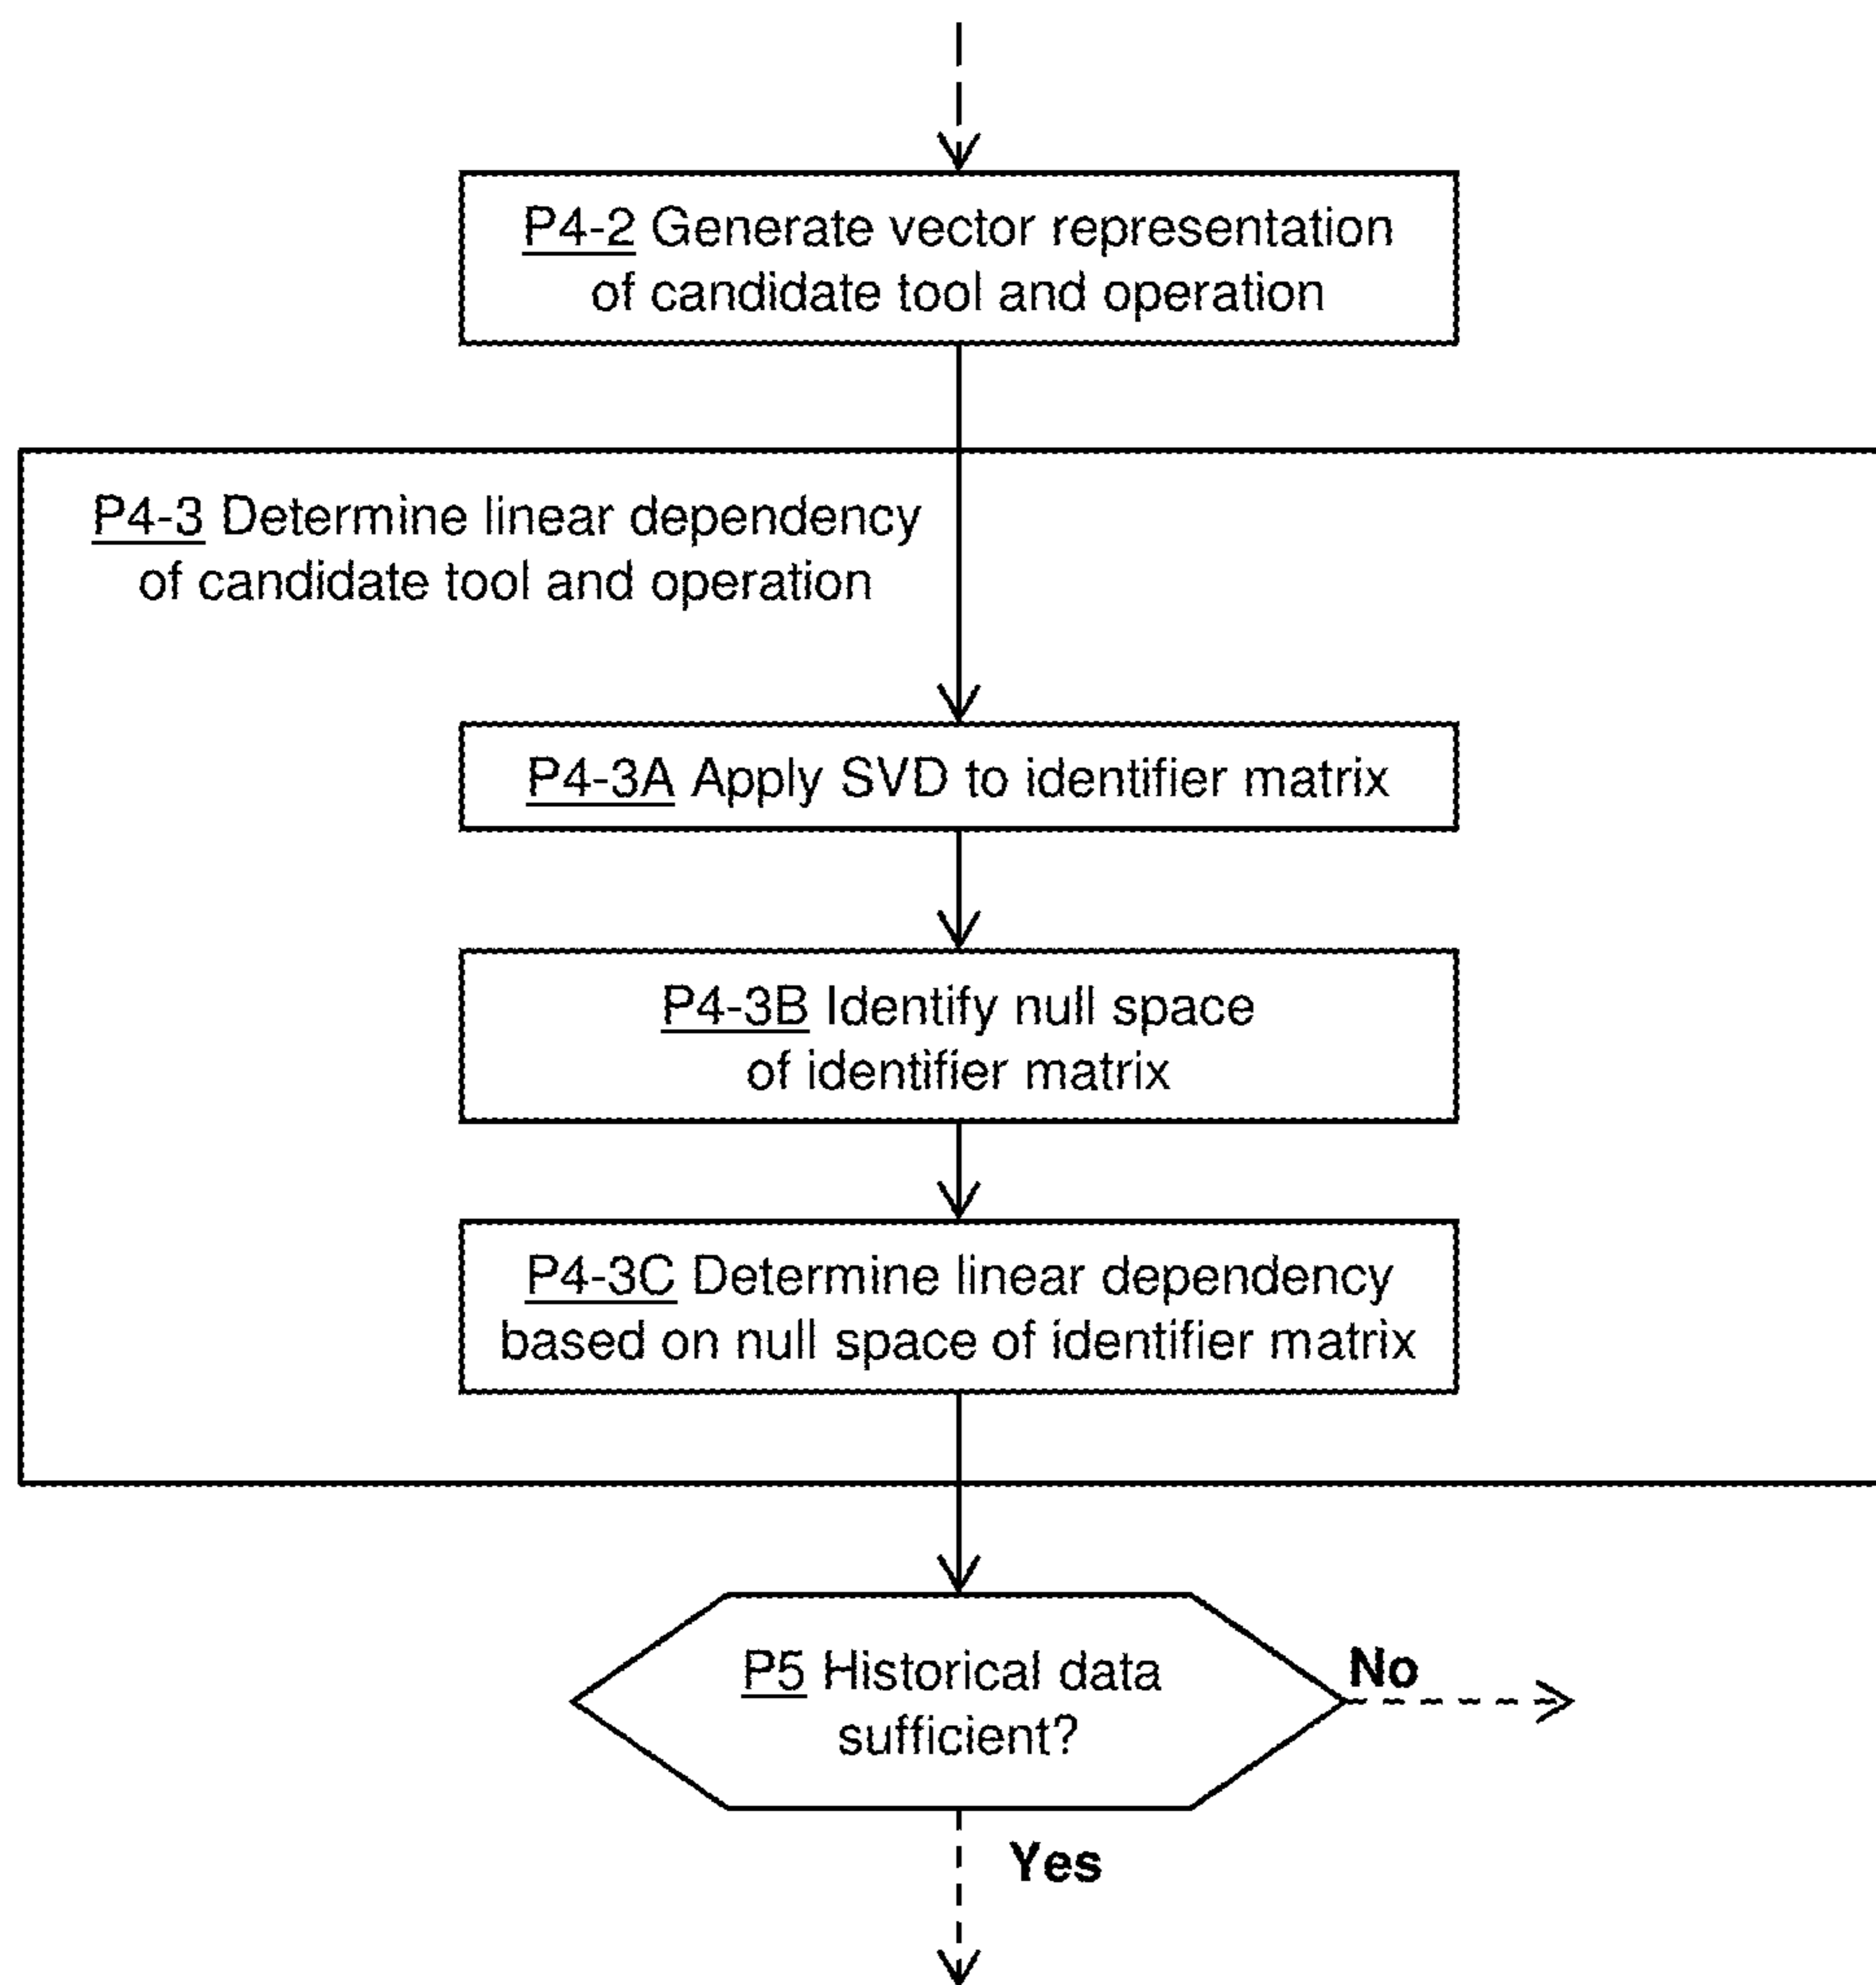 P4-2 Generate vector representation
of candidate tool and operation
P4-3 Determine linear dependency
of candidate tool and operation
P4-3A Apply SVD to identifier matrix
P4-3B Identify null space
of identifier matrix
P4-3C Determine linear dependency
based on null space of identifier matrix
P5 Historical data
sufficient?
No
Yes